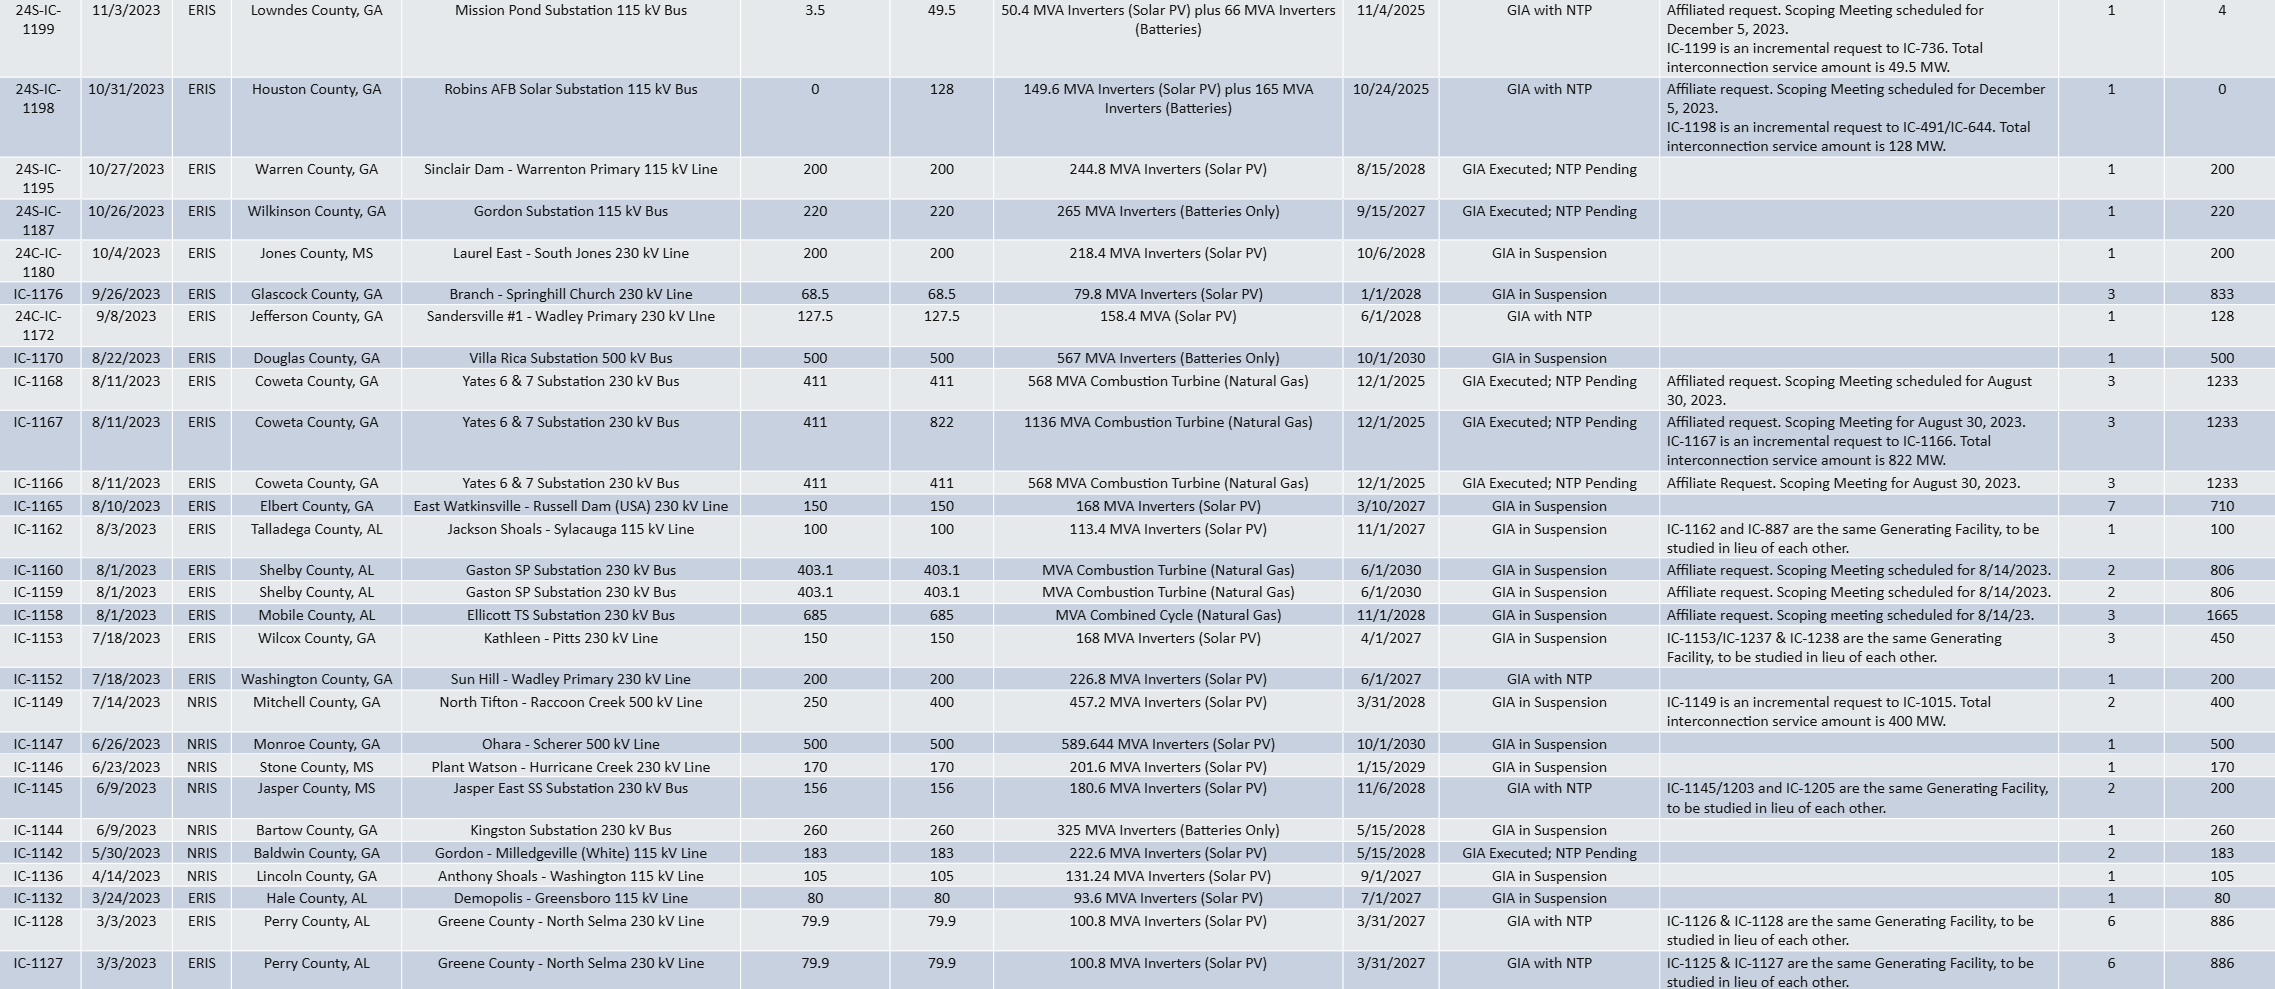 24S-IC-1199 11/3/2023 ERIS Lowndes County, GA Mission Pond Substation 115 kV Bus 3.5 49.5 50.4 MVA Inverters (Solar PV) plus 66 MVA Inverters (Batteries) 11/4/2025 GIA with NTP Affiliated request. Scoping Meeting scheduled for December 5, 2023. IC-1199 is an incremental request to IC-736. Total interconnection service amount is 49.5 MW. 1 4
24S-IC-1198 10/31/2023 ERIS Houston County, GA Robins AFB Solar Substation 115 kV Bus 0 128 149.6 MVA Inverters (Solar PV) plus 165 MVA Inverters (Batteries) 10/24/2025 GIA with NTP Affiliate request. Scoping Meeting scheduled for December 5, 2023. IC-1198 is an incremental request to IC-491/IC-644. Total interconnection service amount is 128 MW. 1 0
24S-IC-1195 10/27/2023 ERIS Warren County, GA Sinclair Dam - Warrenton Primary 115 kV Line 200 200 244.8 MVA Inverters (Solar PV) 8/15/2028 GIA Executed; NTP Pending 1 200
24S-IC-1187 10/26/2023 ERIS Wilkinson County, GA Gordon Substation 115 kV Bus 220 220 265 MVA Inverters (Batteries Only) 9/15/2027 GIA Executed; NTP Pending 1 220
24C-IC-1180 10/4/2023 ERIS Jones County, MS Laurel East - South Jones 230 kV Line 200 200 218.4 MVA Inverters (Solar PV) 10/6/2028 GIA in Suspension 1 200
IC-1176 9/26/2023 ERIS Glascock County, GA Branch - Springhill Church 230 kV Line 68.5 68.5 79.8 MVA Inverters (Solar PV) 1/1/2028 GIA in Suspension 3 833
24C-IC-1172 9/8/2023 ERIS Jefferson County, GA Sandersville #1 - Wadley Primary 230 kV LIne 127.5 127.5 158.4 MVA (Solar PV) 6/1/2028 GIA with NTP 1 128
IC-1170 8/22/2023 ERIS Douglas County, GA Villa Rica Substation 500 kV Bus 500 500 567 MVA Inverters (Batteries Only) 10/1/2030 GIA in Suspension 1 500
IC-1168 8/11/2023 ERIS Coweta County, GA Yates 6 & 7 Substation 230 kV Bus 411 411 568 MVA Combustion Turbine (Natural Gas) 12/1/2025 GIA Executed; NTP Pending Affiliated request. Scoping Meeting scheduled for August 30, 2023. 3 1233
IC-1167 8/11/2023 ERIS Coweta County, GA Yates 6 & 7 Substation 230 kV Bus 411 822 1136 MVA Combustion Turbine (Natural Gas) 12/1/2025 GIA Executed; NTP Pending Affiliated request. Scoping Meeting for August 30, 2023. IC-1167 is an incremental request to IC-1166. Total interconnection service amount is 822 MW. 3 1233
IC-1166 8/11/2023 ERIS Coweta County, GA Yates 6 & 7 Substation 230 kV Bus 411 411 568 MVA Combustion Turbine (Natural Gas) 12/1/2025 GIA Executed; NTP Pending Affiliate Request. Scoping Meeting for August 30, 2023. 3 1233
IC-1165 8/10/2023 ERIS Elbert County, GA East Watkinsville - Russell Dam (USA) 230 kV Line 150 150 168 MVA Inverters (Solar PV) 3/10/2027 GIA in Suspension 7 710
IC-1162 8/3/2023 ERIS Talladega County, AL Jackson Shoals - Sylacauga 115 kV Line 100 100 113.4 MVA Inverters (Solar PV) 11/1/2027 GIA in Suspension IC-1162 and IC-887 are the same Generating Facility, to be studied in lieu of each other. 1 100
IC-1160 8/1/2023 ERIS Shelby County, AL Gaston SP Substation 230 kV Bus 403.1 403.1 MVA Combustion Turbine (Natural Gas) 6/1/2030 GIA in Suspension Affiliate request. Scoping Meeting scheduled for 8/14/2023. 2 806
IC-1159 8/1/2023 ERIS Shelby County, AL Gaston SP Substation 230 kV Bus 403.1 403.1 MVA Combustion Turbine (Natural Gas) 6/1/2030 GIA in Suspension Affiliate request. Scoping Meeting scheduled for 8/14/2023. 2 806
IC-1158 8/1/2023 ERIS Mobile County, AL Ellicott TS Substation 230 kV Bus 685 685 MVA Combined Cycle (Natural Gas) 11/1/2028 GIA in Suspension Affiliate request. Scoping meeting scheduled for 8/14/23. 3 1665
IC-1153 7/18/2023 ERIS Wilcox County, GA Kathleen - Pitts 230 kV Line 150 150 168 MVA Inverters (Solar PV) 4/1/2027 GIA in Suspension IC-1153/IC-1237 & IC-1238 are the same Generating Facility, to be studied in lieu of each other. 3 450
IC-1152 7/18/2023 ERIS Washington County, GA Sun Hill - Wadley Primary 230 kV Line 200 200 226.8 MVA Inverters (Solar PV) 6/1/2027 GIA with NTP 1 200
IC-1149 7/14/2023 NRIS Mitchell County, GA North Tifton - Raccoon Creek 500 kV Line 250 400 457.2 MVA Inverters (Solar PV) 3/31/2028 GIA in Suspension IC-1149 is an incremental request to IC-1015. Total interconnection service amount is 400 MW. 2 400
IC-1147 6/26/2023 NRIS Monroe County, GA Ohara - Scherer 500 kV Line 500 500 589.644 MVA Inverters (Solar PV) 10/1/2030 GIA in Suspension 1 500
IC-1146 6/23/2023 NRIS Stone County, MS Plant Watson - Hurricane Creek 230 kV Line 170 170 201.6 MVA Inverters (Solar PV) 1/15/2029 GIA in Suspension 1 170
IC-1145 6/9/2023 NRIS Jasper County, MS Jasper East SS Substation 230 kV Bus 156 156 180.6 MVA Inverters (Solar PV) 11/6/2028 GIA with NTP IC-1145/1203 and IC-1205 are the same Generating Facility, to be studied in lieu of each other. 2 200
IC-1144 6/9/2023 NRIS Bartow County, GA Kingston Substation 230 kV Bus 260 260 325 MVA Inverters (Batteries Only) 5/15/2028 GIA in Suspension 1 260
IC-1142 5/30/2023 NRIS Baldwin County, GA Gordon - Milledgeville (White) 115 kV Line 183 183 222.6 MVA Inverters (Solar PV) 5/15/2028 GIA Executed; NTP Pending 2 183
IC-1136 4/14/2023 NRIS Lincoln County, GA Anthony Shoals - Washington 115 kV Line 105 105 131.24 MVA Inverters (Solar PV) 9/1/2027 GIA in Suspension 1 105
IC-1132 3/24/2023 ERIS Hale County, AL Demopolis - Greensboro 115 kV Line 80 80 93.6 MVA Inverters (Solar PV) 7/1/2027 GIA in Suspension 1 80
IC-1128 3/3/2023 ERIS Perry County, AL Greene County - North Selma 230 kV Line 79.9 79.9 100.8 MVA Inverters (Solar PV) 3/31/2027 GIA with NTP IC-1126 & IC-1128 are the same Generating Facility, to be studied in lieu of each other. 6 886
IC-1127 3/3/2023 ERIS Perry County, AL Greene County - North Selma 230 kV Line 79.9 79.9 100.8 MVA Inverters (Solar PV) 3/31/2027 GIA with NTP IC-1125 & IC-1127 are the same Generating Facility, to be studied in lieu of each other. 6 886